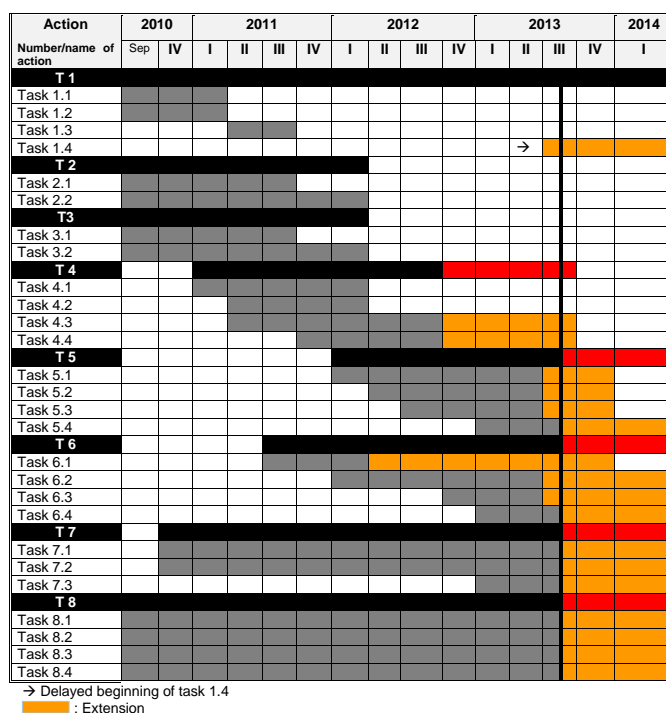 Action 2010 2011 2012 2013 2014
Number/name of action Sep IV I II III IV I II III IV I II III IV I
T 1
Task 1.1
Task 1.2
Task 1.3
Task 1.4 →
T 2
Task 2.1
Task 2.2
T3
Task 3.1
Task 3.2
T 4
Task 4.1
Task 4.2
Task 4.3
Task 4.4
T 5
Task 5.1
Task 5.2
Task 5.3
Task 5.4
T 6
Task 6.1
Task 6.2
Task 6.3
Task 6.4
T 7
Task 7.1
Task 7.2
Task 7.3
T 8
Task 8.1
Task 8.2
Task 8.3
Task 8.4
→ Delayed beginning of task 1.4
: Extension